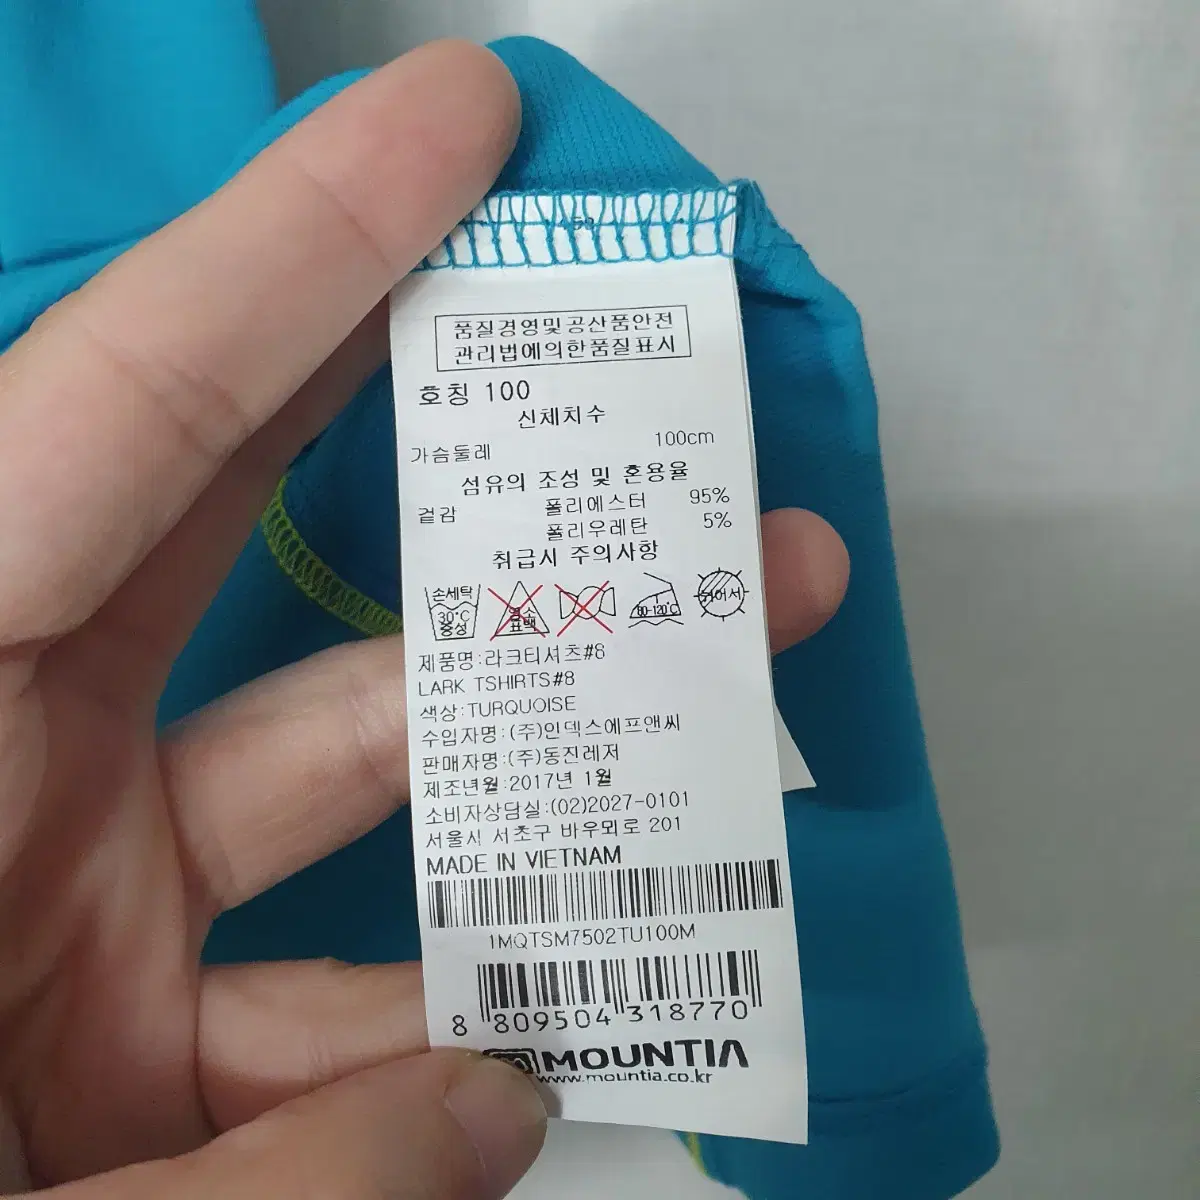 품질경영및공산품안전
관리법에의한품질표시
호칭 100
신체치수
가슴둘레 100cm
섬유의 조성 및 혼용율
겉감 폴리에스터 95%
폴리우레탄 5%
취급시 주의사항
손세탁
30°C
중성
염소
표백
80-120°C
뉘어서
제품명:라크티셔츠#8
LARK TSHIRTS#8
색상:TURQUOISE
수입자명:(주)인덱스에프앤씨
판매자명:(주)동진레저
제조년월:2017년 1월
소비자상담실:(02)2027-0101
서울시 서초구 바우뫼로 201
MADE IN VIETNAM
1MQTSM7502TU100M
8 809504 318770
MOUNTIA
www.mountia.co.kr